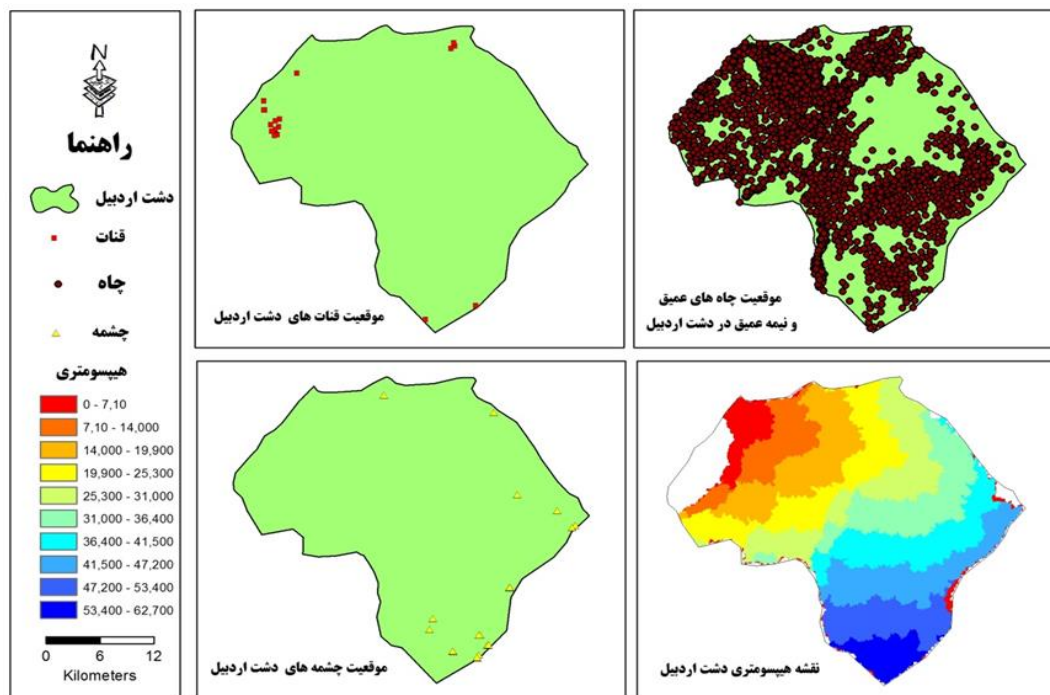 N
راهنما
دشت اردبیل
قنات
چاه
چشمه
هیپسومتری
0 - 7,10
7,10 - 14,000
14,000 - 19,900
19,900 - 25,300
25,300 - 31,000
31,000 - 36,400
36,400 - 41,500
41,500 - 47,200
47,200 - 53,400
53,400 - 62,700
0 6 12
Kilometers
موقعیت قنات های دشت اردبیل
موقعیت چاه های عمیق
و نیمه عمیق در دشت اردبیل
موقعیت چشمه های دشت اردبیل
نقشه هیپسومتری دشت اردبیل